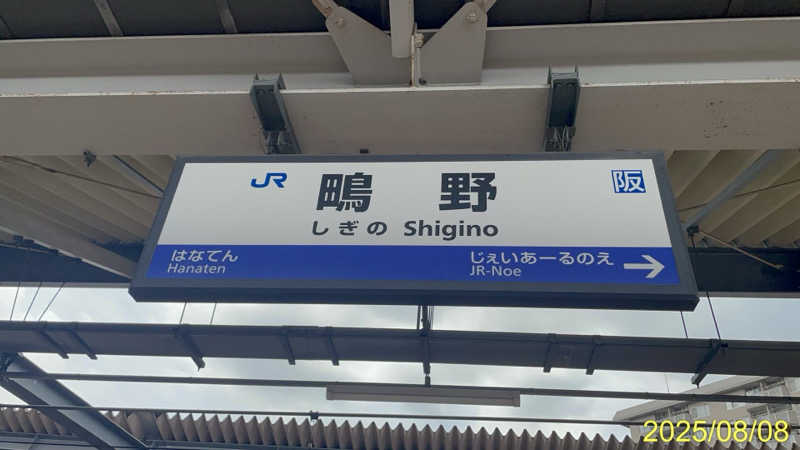 JR 鴫野 阪
しぎの Shigino
はなてん じぇいあーるのえ →
Hanaten JR-Noe
2025/08/08